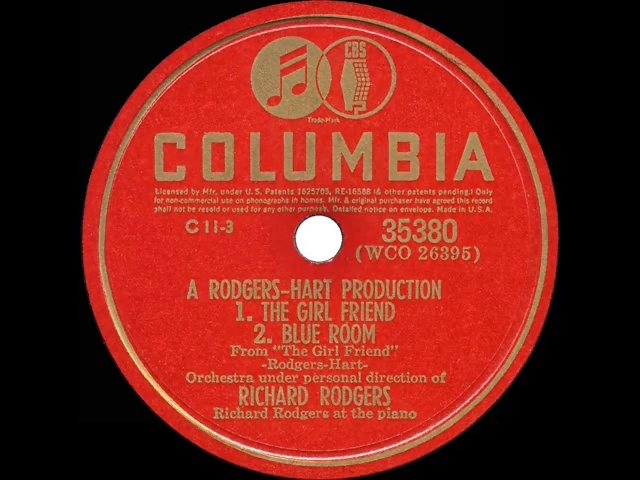 CBS
Trade-Mark
COLUMBIA
Licensed by Mfr. under U.S. Patents 1625705, RE-16588 (& other patents pending.) Only
for non-commercial use on phonographs in homes. Mfr. & original purchaser have agreed this record
shall not be resold or used for any other purpose. Detailed notice on envelope. Made in U.S.A.
C11-3
35380
(WCO 26395)
A RODGERS-HART PRODUCTION
1. THE GIRL FRIEND
2. BLUE ROOM
From "The Girl Friend"
-Rodgers-Hart-
Orchestra under personal direction of
RICHARD RODGERS
Richard Rodgers at the piano